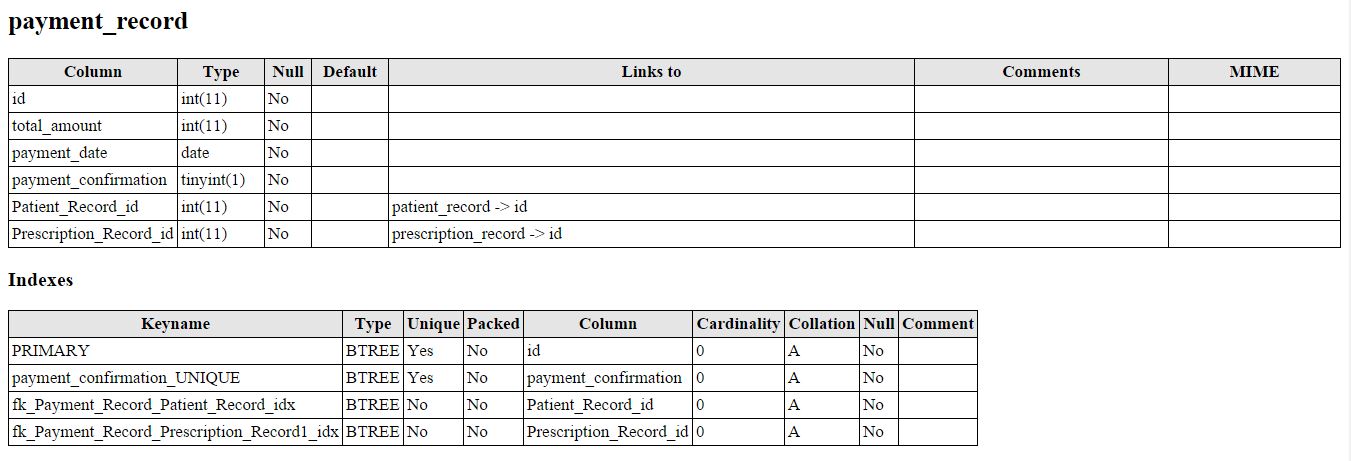 payment_record
Column Type Null Default Links to Comments MIME
id int(11) No
total_amount int(11) No
payment_date date No
payment_confirmation tinyint(1) No
Patient_Record_id int(11) No patient_record -> id
Prescription_Record_id int(11) No prescription_record -> id
Indexes
Keyname Type Unique Packed Column Cardinality Collation Null Comment
PRIMARY BTREE Yes No id 0 A No
payment_confirmation_UNIQUE BTREE Yes No payment_confirmation 0 A No
fk_Payment_Record_Patient_Record_idx BTREE No No Patient_Record_id 0 A No
fk_Payment_Record_Prescription_Record1_idx BTREE No No Prescription_Record_id 0 A No